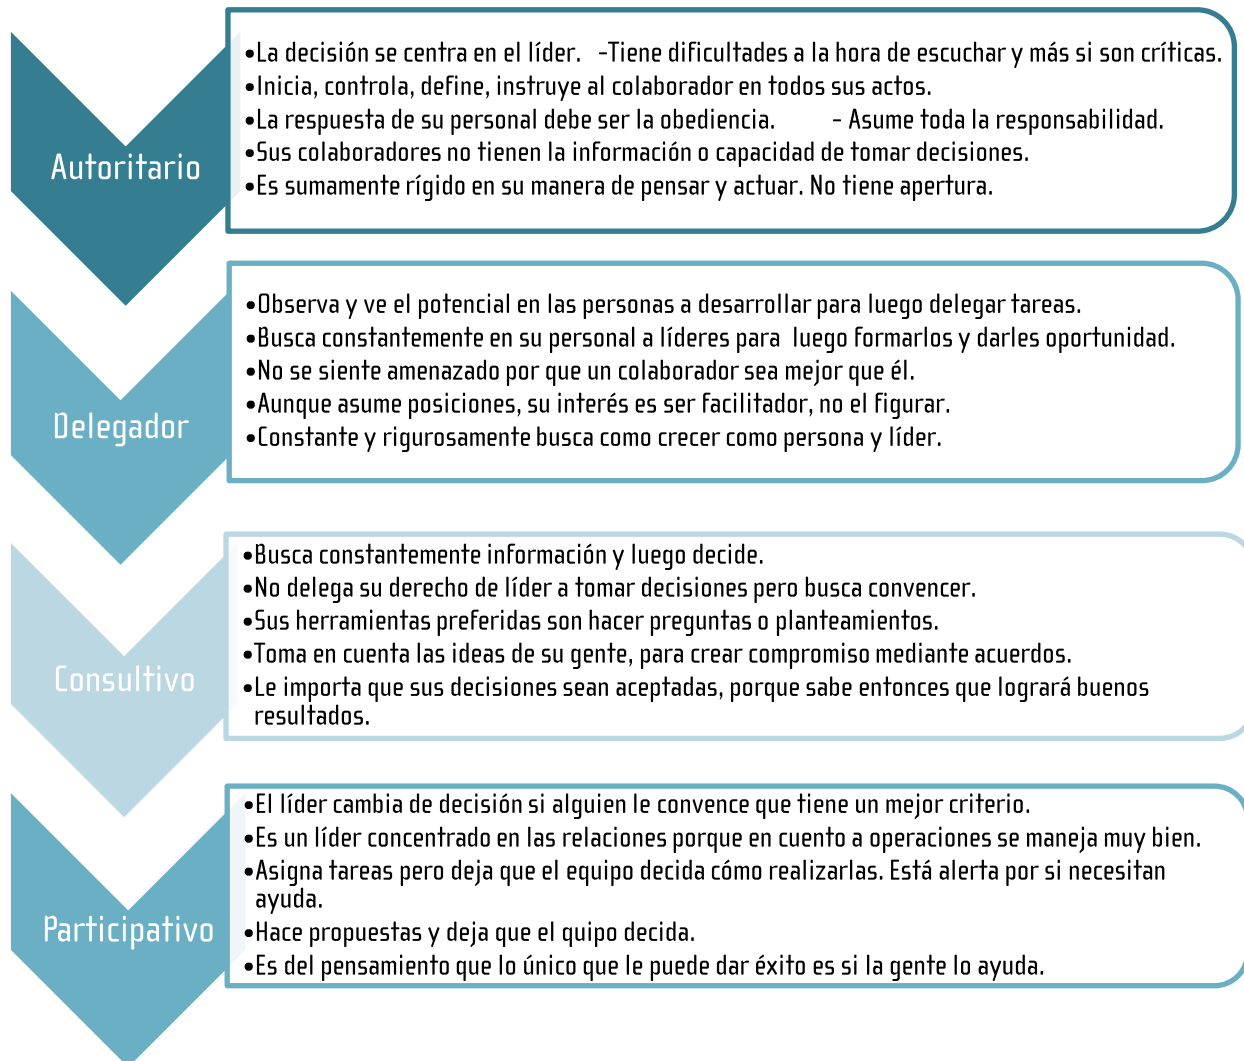 Autoritario
•La decisión se centra en el líder. -Tiene dificultades a la hora de escuchar y más si son críticas.
•Inicia, controla, define, instruye al colaborador en todos sus actos.
•La respuesta de su personal debe ser la obediencia. - Asume toda la responsabilidad.
•Sus colaboradores no tienen la información o capacidad de tomar decisiones.
•Es sumamente rígido en su manera de pensar y actuar. No tiene apertura.
Delegador
•Observa y ve el potencial en las personas a desarrollar para luego delegar tareas.
•Busca constantemente en su personal a líderes para luego formarlos y darles oportunidad.
•No se siente amenazado por que un colaborador sea mejor que él.
•Aunque asume posiciones, su interés es ser facilitador, no el figurar.
•Constante y rigurosamente busca como crecer como persona y líder.
Consultivo
•Busca constantemente información y luego decide.
•No delega su derecho de líder a tomar decisiones pero busca convencer.
•Sus herramientas preferidas son hacer preguntas o planteamientos.
•Toma en cuenta las ideas de su gente, para crear compromiso mediante acuerdos.
•Le importa que sus decisiones sean aceptadas, porque sabe entonces que logrará buenos
resultados.
Participativo
•El líder cambia de decisión si alguien le convence que tiene un mejor criterio.
•Es un líder concentrado en las relaciones porque en cuento a operaciones se maneja muy bien.
•Asigna tareas pero deja que el equipo decida cómo realizarlas. Está alerta por si necesitan
ayuda.
•Hace propuestas y deja que el quipo decida.
•Es del pensamiento que lo único que le puede dar éxito es si la gente lo ayuda.